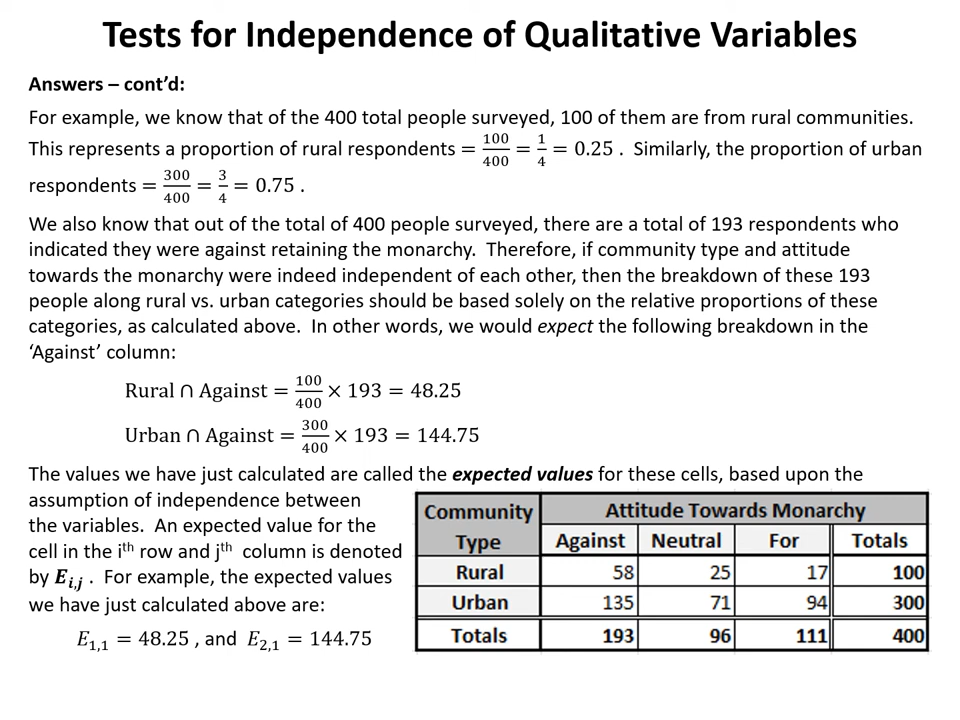 Tests for Independence of Qualitative Variables
Answers – cont’d:
For example, we know that of the 400 total people surveyed, 100 of them are from rural communities.
This represents a proportion of rural respondents = 100/400 = 1/4 = 0.25 . Similarly, the proportion of urban
respondents = 300/400 = 3/4 = 0.75 .
We also know that out of the total of 400 people surveyed, there are a total of 193 respondents who
indicated they were against retaining the monarchy. Therefore, if community type and attitude
towards the monarchy were indeed independent of each other, then the breakdown of these 193
people along rural vs. urban categories should be based solely on the relative proportions of these
categories, as calculated above. In other words, we would expect the following breakdown in the
‘Against’ column:
Rural ∩ Against = 100/400 × 193 = 48.25
Urban ∩ Against = 300/400 × 193 = 144.75
The values we have just calculated are called the expected values for these cells, based upon the
assumption of independence between
the variables. An expected value for the
cell in the iᵗʰ row and jᵗʰ column is denoted
by E_{i,j} . For example, the expected values
we have just calculated above are:
E_{1,1} = 48.25 , and E_{2,1} = 144.75
Community Type Attitude Towards Monarchy
Against Neutral For Totals
Rural 58 25 17 100
Urban 135 71 94 300
Totals 193 96 111 400